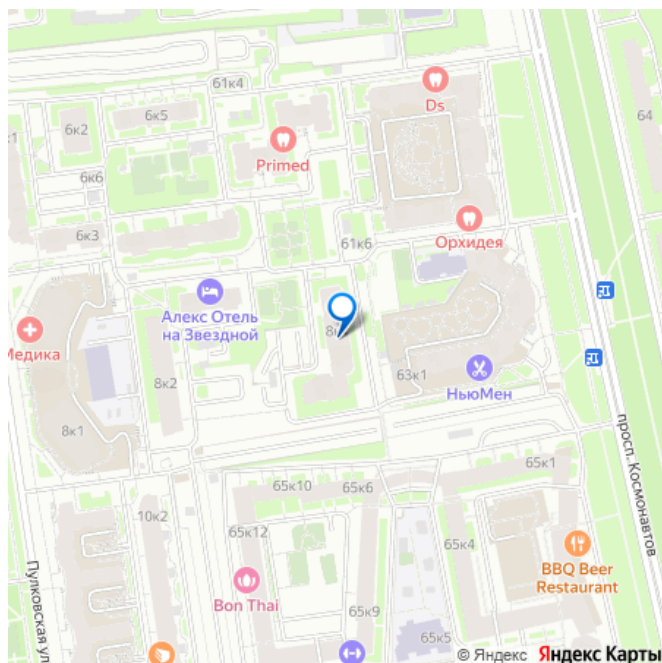 61к4
Ds
6к5
6к2
64
к1
Primed
6к6
6к3
Орхидея
61к6
Алекс Отель
на Звездной
Медика
8к2
63к1
НьюМен
8к1
просп. Космонавтов
65к1
65к10
65к6
10к2
65к12
65к4
BBQ Beer
Restaurant
Пулковская ул
Bon Thai
65к9
65к5
© Яндекс Яндекс Карты